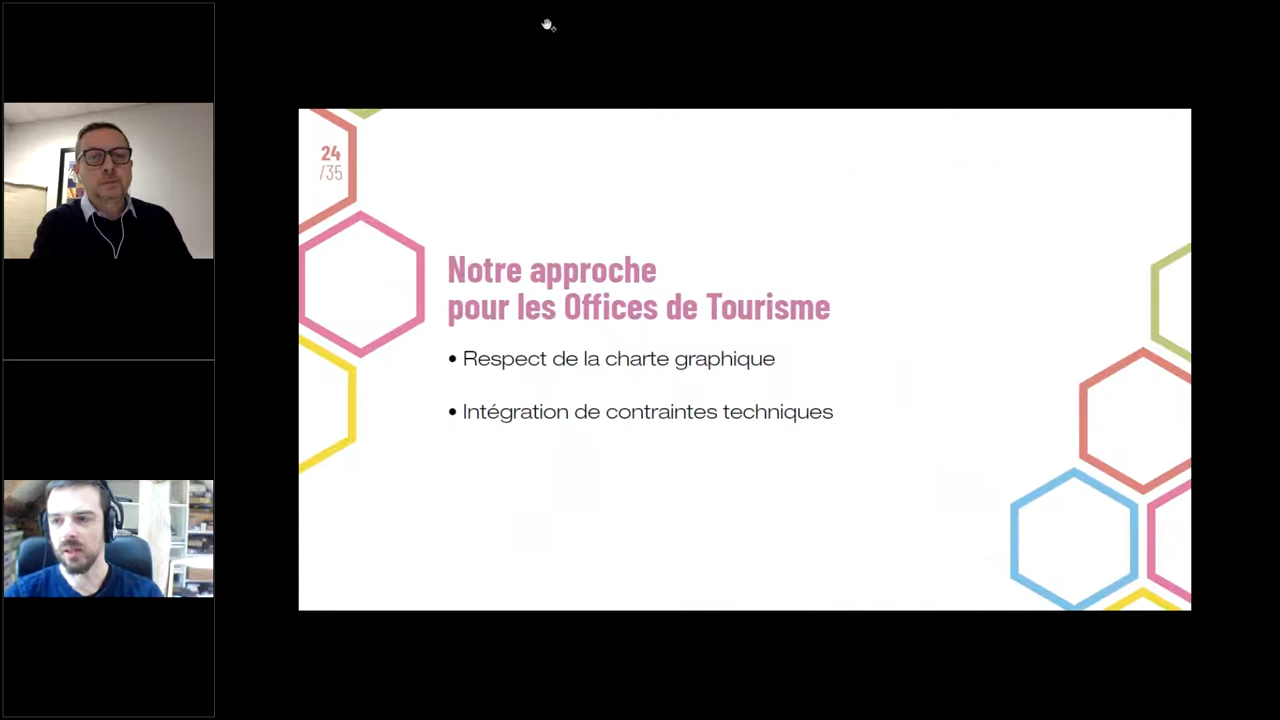 24
/35
Notre approche
pour les Offices de Tourisme
• Respect de la charte graphique
• Intégration de contraintes techniques